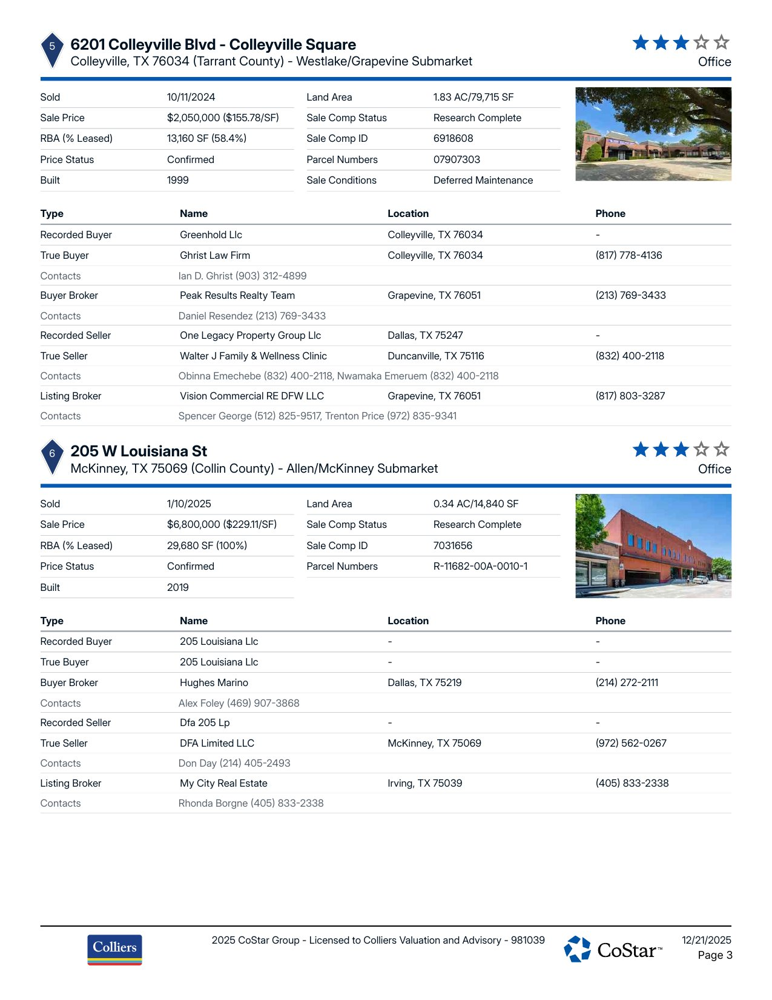 5
6201 Colleyville Blvd - Colleyville Square
Colleyville, TX 76034 (Tarrant County) - Westlake/Grapevine Submarket
Office
Sold 10/11/2024 Land Area 1.83 AC/79,715 SF
Sale Price $2,050,000 ($155.78/SF) Sale Comp Status Research Complete
RBA (% Leased) 13,160 SF (58.4%) Sale Comp ID 6918608
Price Status Confirmed Parcel Numbers 07907303
Built 1999 Sale Conditions Deferred Maintenance
Type Name Location Phone
Recorded Buyer Greenhold Llc Colleyville, TX 76034 -
True Buyer Ghrist Law Firm Colleyville, TX 76034 (817) 778-4136
Contacts Ian D. Ghrist (903) 312-4899
Buyer Broker Peak Results Realty Team Grapevine, TX 76051 (213) 769-3433
Contacts Daniel Resendez (213) 769-3433
Recorded Seller One Legacy Property Group Llc Dallas, TX 75247 -
True Seller Walter J Family & Wellness Clinic Duncanville, TX 75116 (832) 400-2118
Contacts Obinna Emechebe (832) 400-2118, Nwamaka Emeruem (832) 400-2118
Listing Broker Vision Commercial RE DFW LLC Grapevine, TX 76051 (817) 803-3287
Contacts Spencer George (512) 825-9517, Trenton Price (972) 835-9341
6
205 W Louisiana St
McKinney, TX 75069 (Collin County) - Allen/McKinney Submarket
Office
Sold 1/10/2025 Land Area 0.34 AC/14,840 SF
Sale Price $6,800,000 ($229.11/SF) Sale Comp Status Research Complete
RBA (% Leased) 29,680 SF (100%) Sale Comp ID 7031656
Price Status Confirmed Parcel Numbers R-11682-00A-0010-1
Built 2019
Type Name Location Phone
Recorded Buyer 205 Louisiana Llc - -
True Buyer 205 Louisiana Llc - -
Buyer Broker Hughes Marino Dallas, TX 75219 (214) 272-2111
Contacts Alex Foley (469) 907-3868
Recorded Seller Dfa 205 Lp - -
True Seller DFA Limited LLC McKinney, TX 75069 (972) 562-0267
Contacts Don Day (214) 405-2493
Listing Broker My City Real Estate Irving, TX 75039 (405) 833-2338
Contacts Rhonda Borgne (405) 833-2338
Colliers
2025 CoStar Group - Licensed to Colliers Valuation and Advisory - 981039
CoStar™
12/21/2025
Page 3